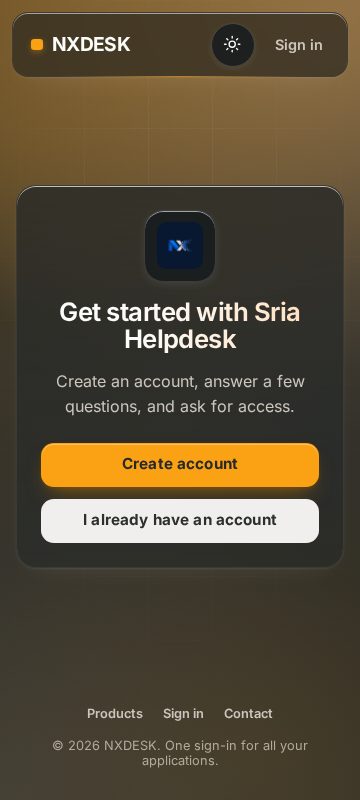 NXDESK
Sign in
NX
Get started with Sria
Helpdesk
Create an account, answer a few
questions, and ask for access.
Create account
I already have an account
Products
Sign in
Contact
© 2026 NXDESK. One sign-in for all your
applications.